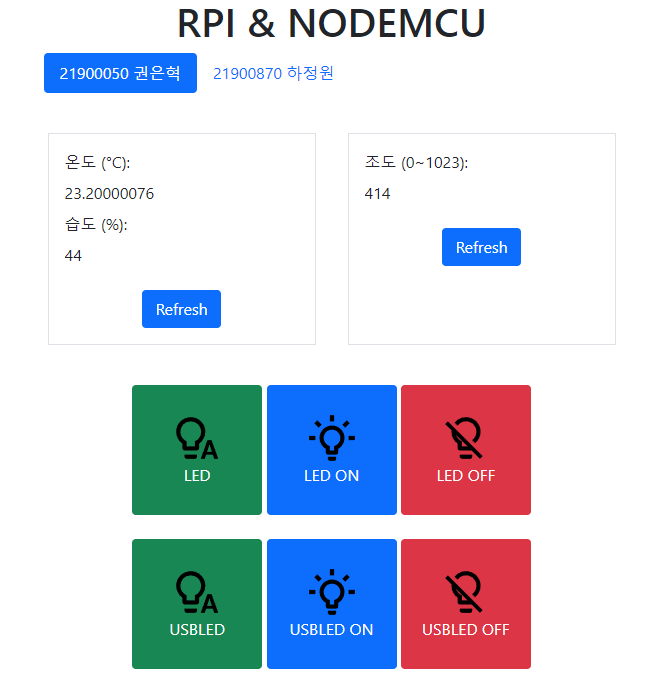 RPI & NODEMCU
21900050 권은혁 21900870 하정원
온도 (°C):
23.20000076
습도 (%):
44
Refresh
조도 (0~1023):
414
Refresh
A
LED
LED ON
LED OFF
A
USBLED
USBLED ON
USBLED OFF